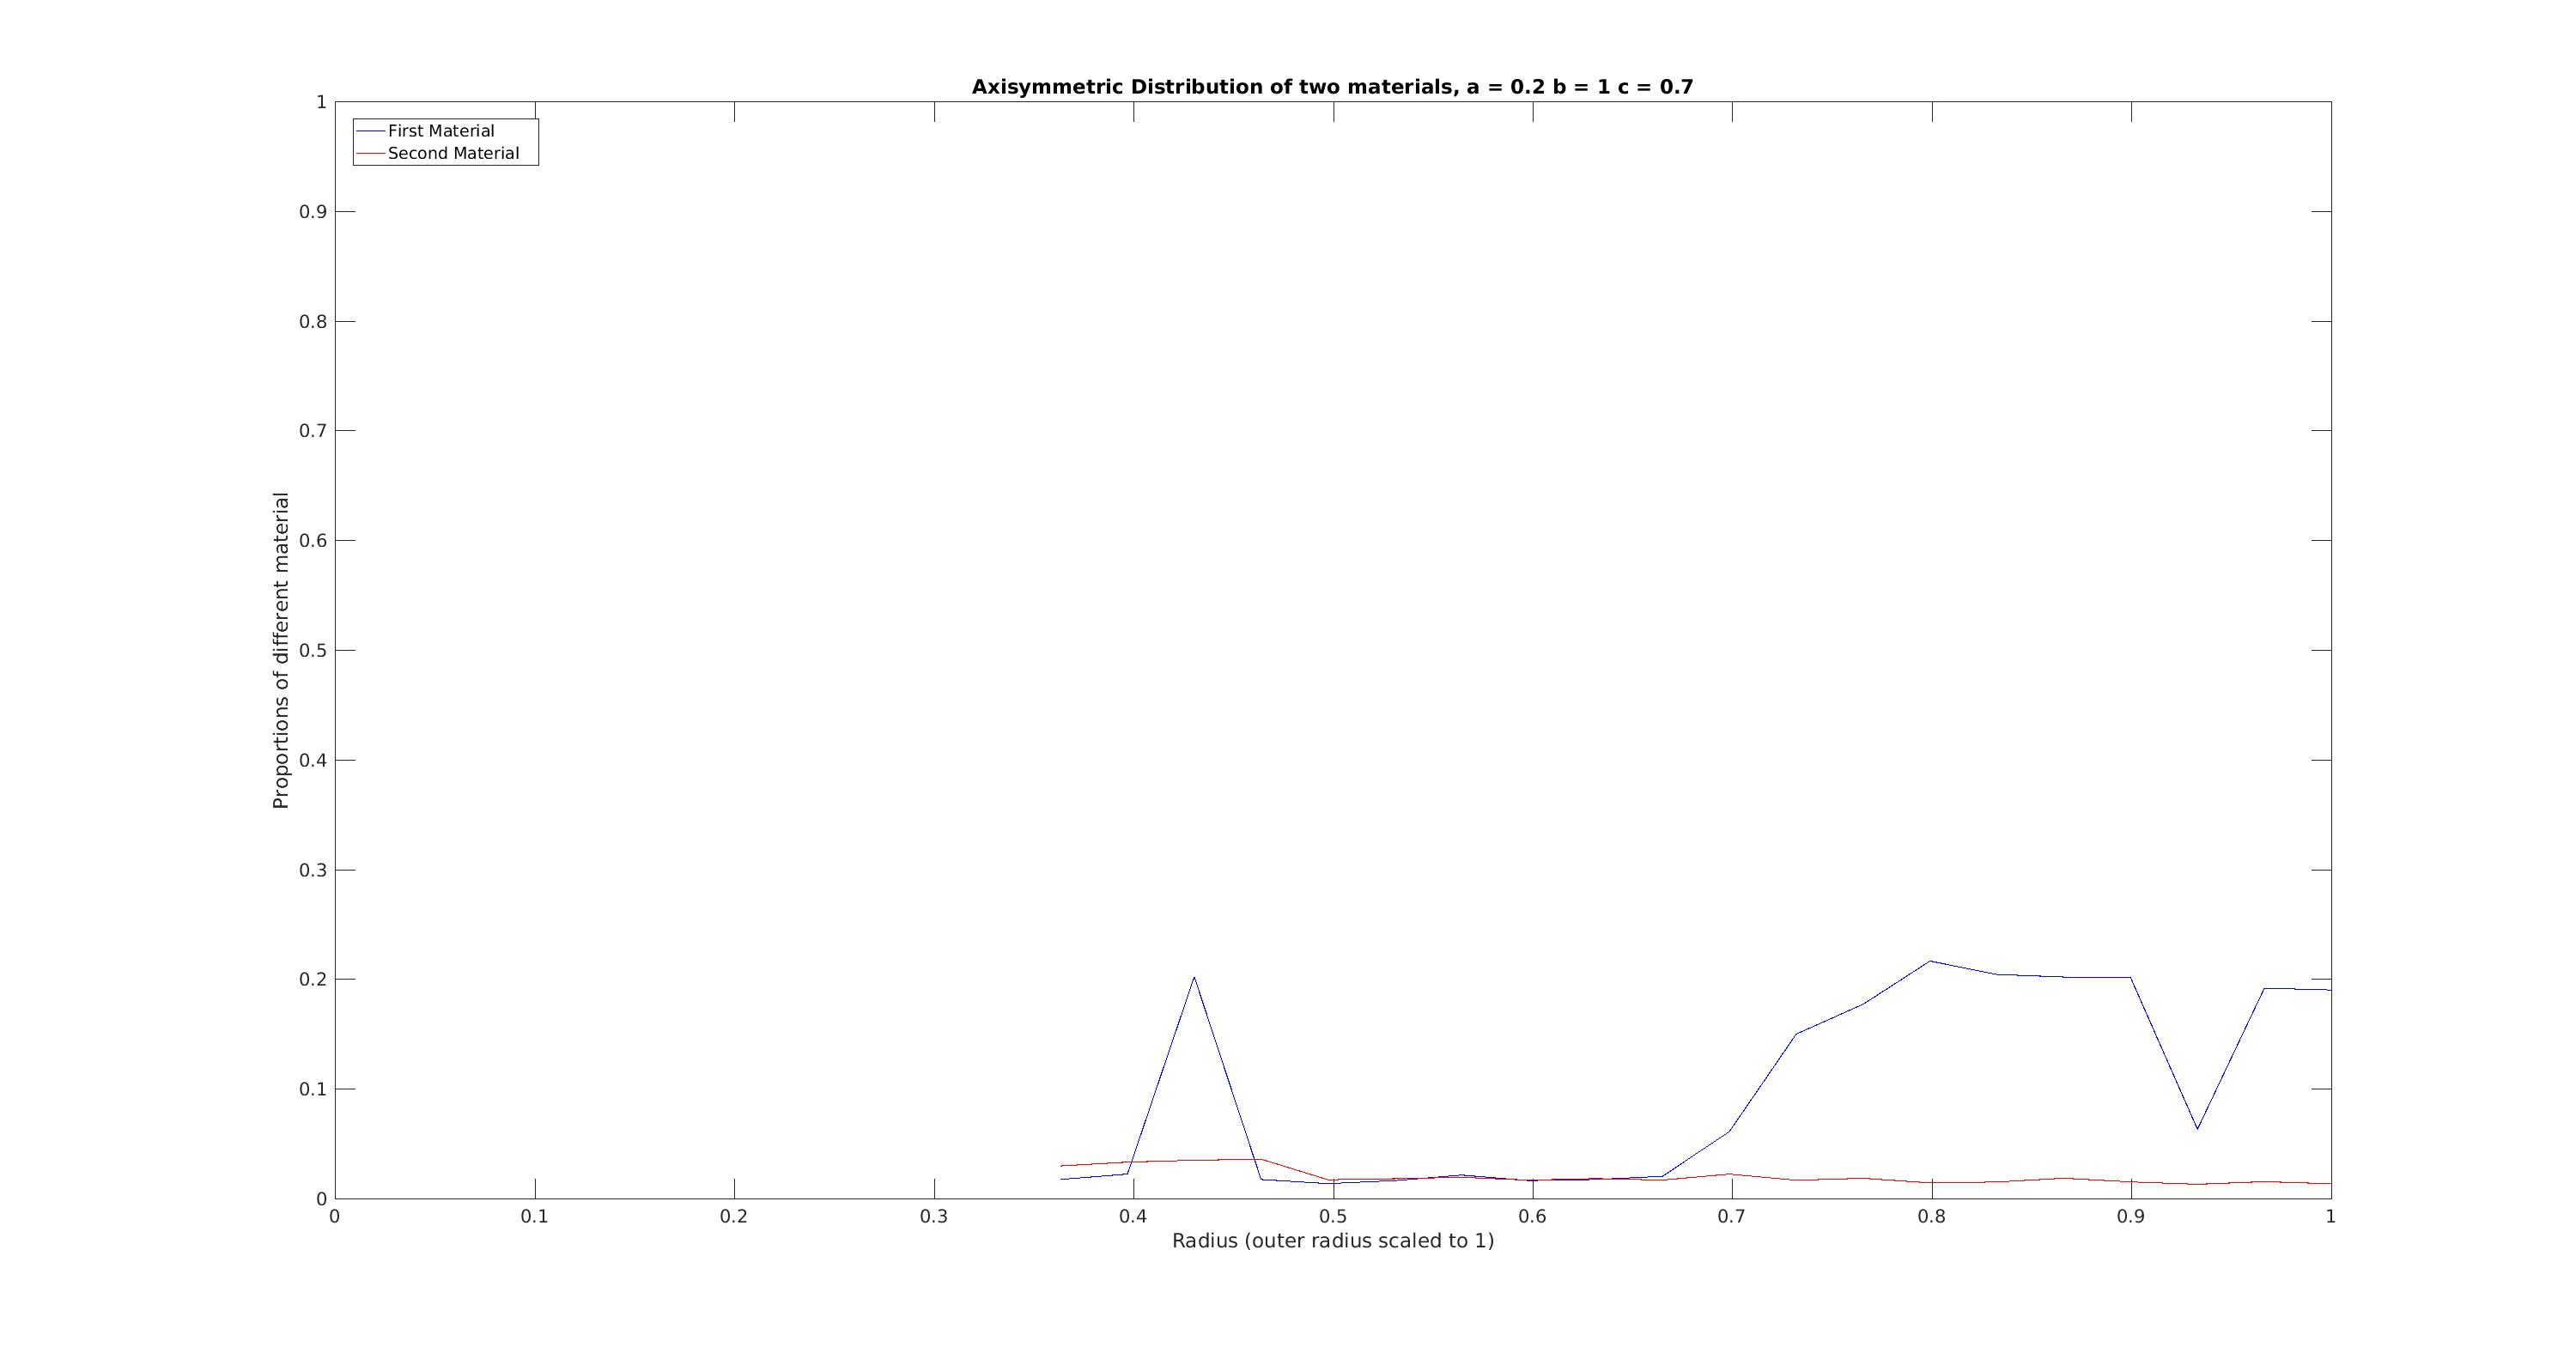 Axisymmetric Distribution of two materials, a = 0.2 b = 1 c = 0.7
First Material
Second Material
Proportions of different material
1
0.9
0.8
0.7
0.6
0.5
0.4
0.3
0.2
0.1
0
0 0.1 0.2 0.3 0.4 0.5 0.6 0.7 0.8 0.9 1
Radius (outer radius scaled to 1)